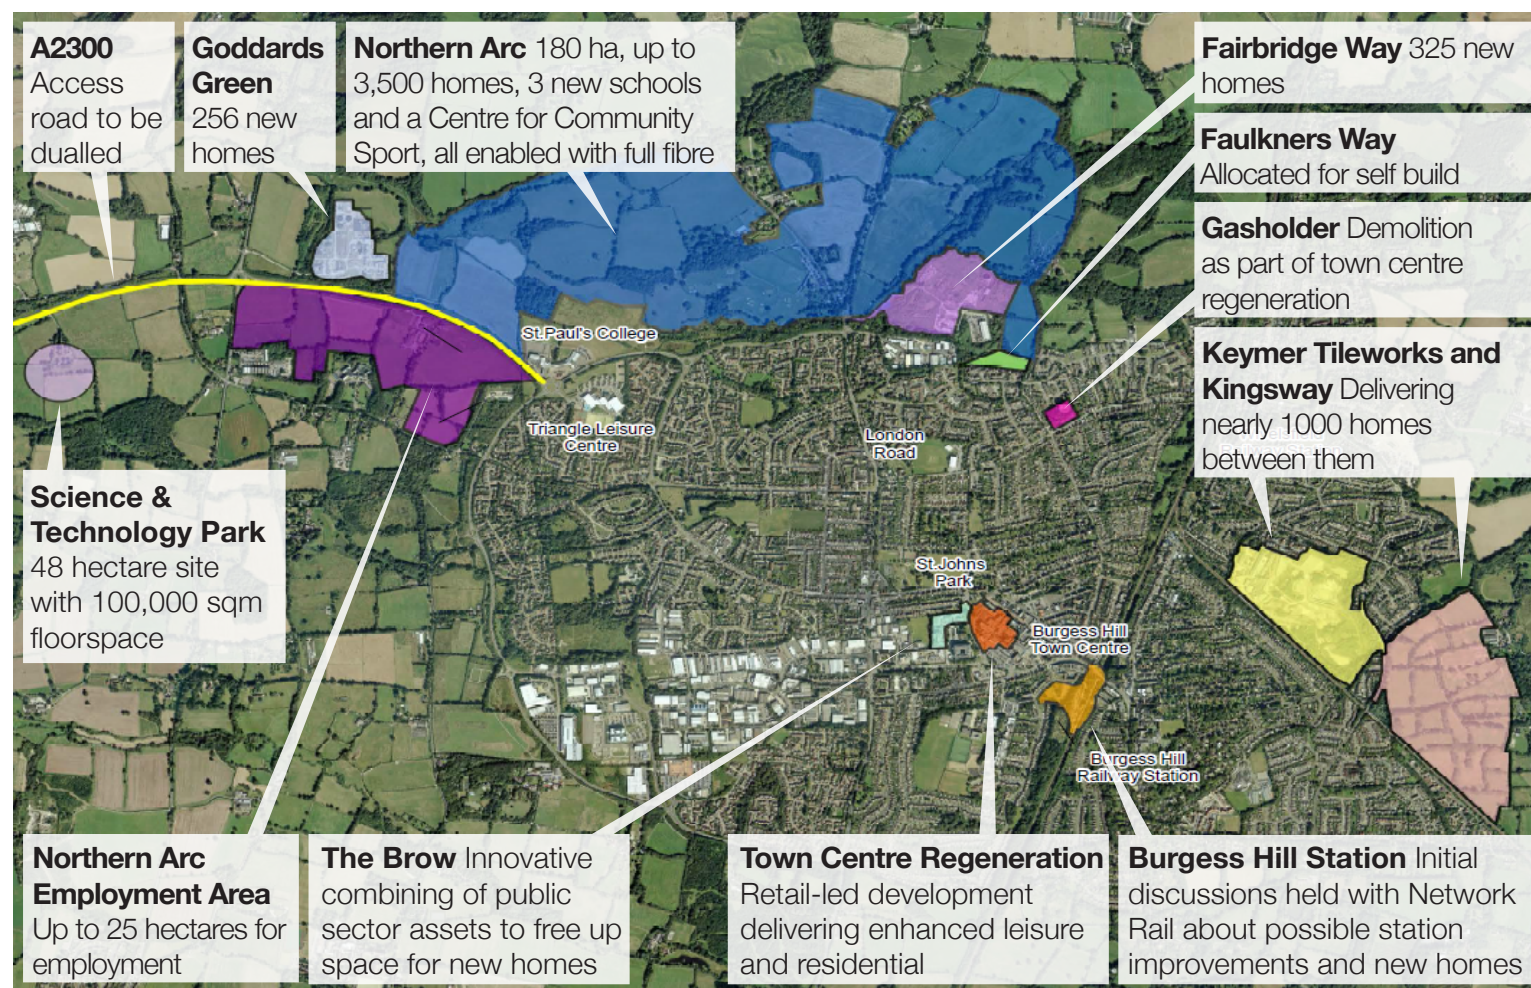 A2300
Access
road to be
dualled
Goddards
Green
256 new
homes
Northern Arc 180 ha, up to
3,500 homes, 3 new schools
and a Centre for Community
Sport, all enabled with full fibre
Fairbridge Way 325 new
homes
Faulkners Way
Allocated for self build
Gasholder Demolition
as part of town centre
regeneration
Keymer Tileworks and
Kingsway Delivering
nearly 1000 homes
between them
St.Paul's College
Triangle Leisure
Centre
London
Road
Science &
Technology Park
48 hectare site
with 100,000 sqm
floorspace
St.Johns
Park
Burgess Hill
Town Centre
Burgess Hill
Railway Station
Northern Arc
Employment Area
Up to 25 hectares for
employment
The Brow Innovative
combining of public
sector assets to free up
space for new homes
Town Centre Regeneration
Retail-led development
delivering enhanced leisure
and residential
Burgess Hill Station Initial
discussions held with Network
Rail about possible station
improvements and new homes